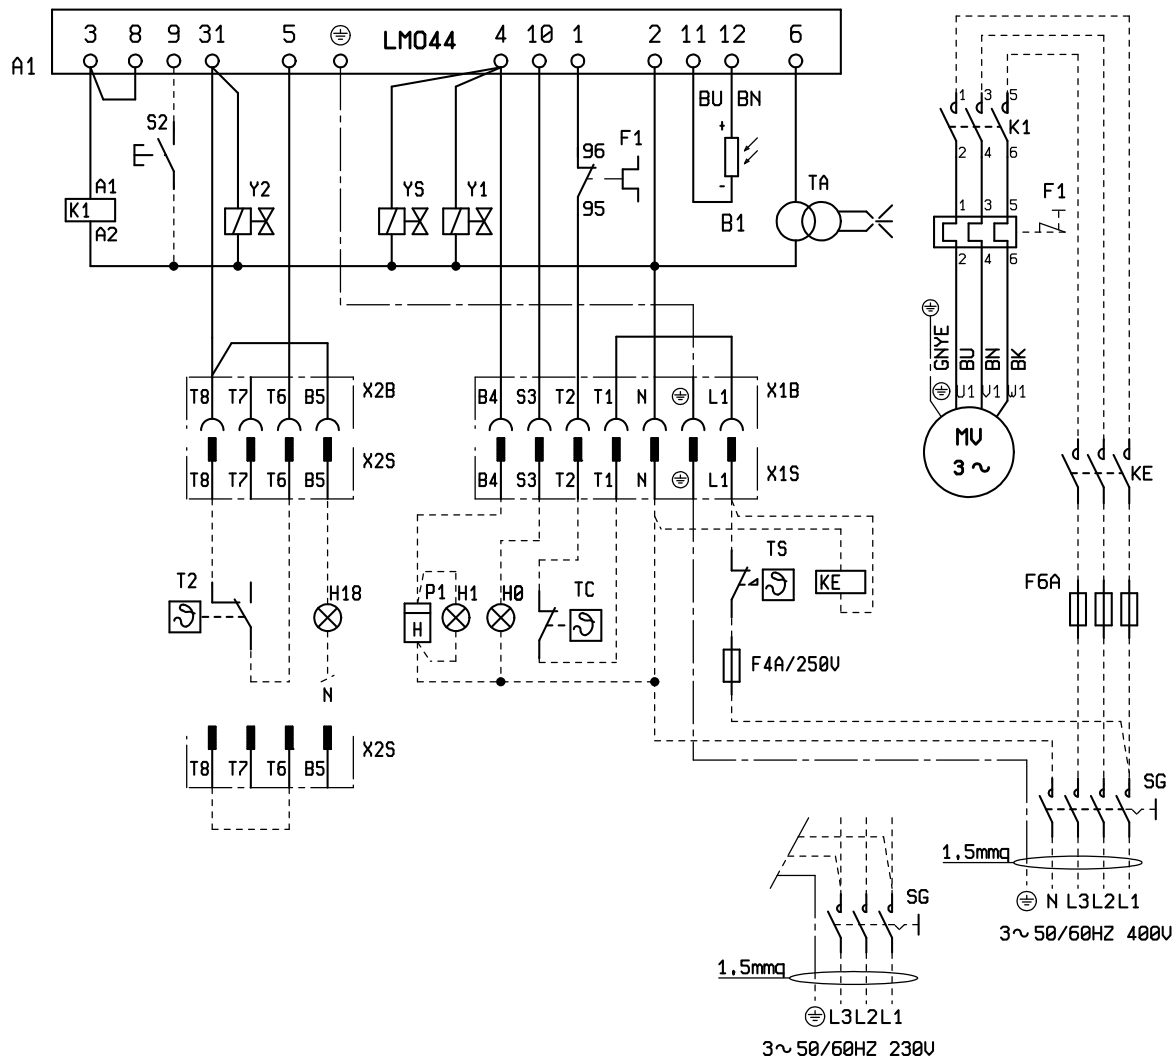 3 8 9 31 5 LMO44 4 10 1 2 11 12 6
A1
BU BN
1 3 5
K1
2 4 6
S2
+
-
F1
96
95
B1
TA
A1
K1
A2
Y2
YS
Y1
1 3 5
F1
2 4 6
GNYE
BU
BN
BK
U1 V1 W1
MV
3~
T8 T7 T6 B5 X2B
B4 S3 T2 T1 N L1 X1B
T8 T7 T6 B5 X2S
B4 S3 T2 T1 N L1 X1S
KE
T2
H18
P1
H
H1
H0
TC
TS
KE
F6A
N
F4A/250V
T8 T7 T6 B5 X2S
SG
1,5mmq
N L3 L2 L1
3~50/60HZ 400V
SG
1,5mmq
L3 L2 L1
3~50/60HZ 230V